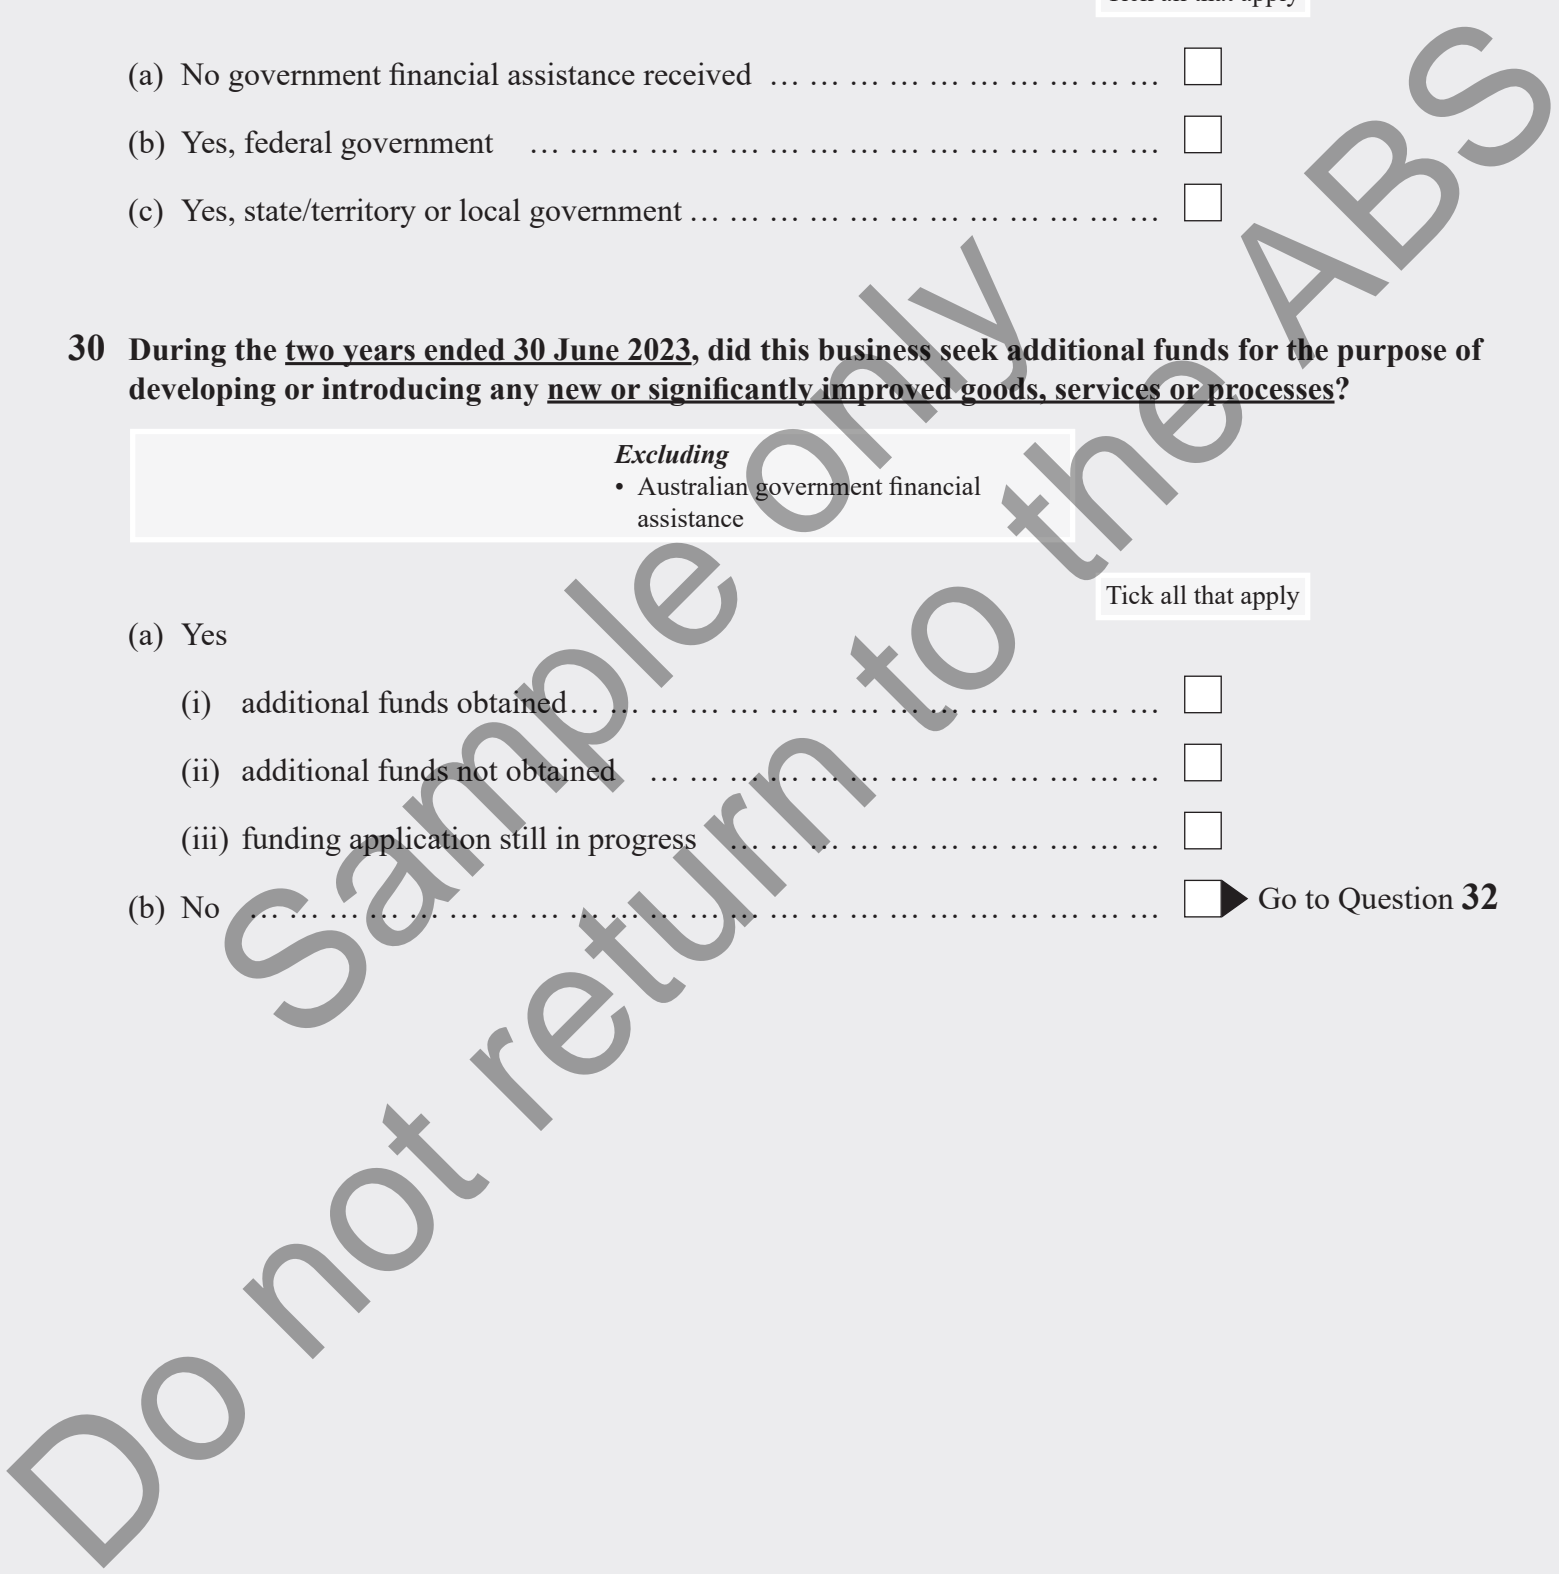 Tick all that apply
(a) No government financial assistance received ... ... ... ... ... ... ... ... ... ...
(b) Yes, federal government ... ... ... ... ... ... ... ... ... ... ... ... ... ... ... ...
(c) Yes, state/territory or local government ... ... ... ... ... ... ... ... ... ... ... ...
30 During the two years ended 30 June 2023, did this business seek additional funds for the purpose of
developing or introducing any new or significantly improved goods, services or processes?
Excluding
• Australian government financial
assistance
Tick all that apply
(a) Yes
(i) additional funds obtained... ... ... ... ... ... ... ... ... ... ... ... ... ... ...
(ii) additional funds not obtained ... ... ... ... ... ... ... ... ... ... ... ... ...
(iii) funding application still in progress ... ... ... ... ... ... ... ... ... ... ...
(b) No ... ... ... ... ... ... ... ... ... ... ... ... ... ... ... ... ... ... ... ... ... ... ... Go to Question 32
Sample only
Do not return to the ABS